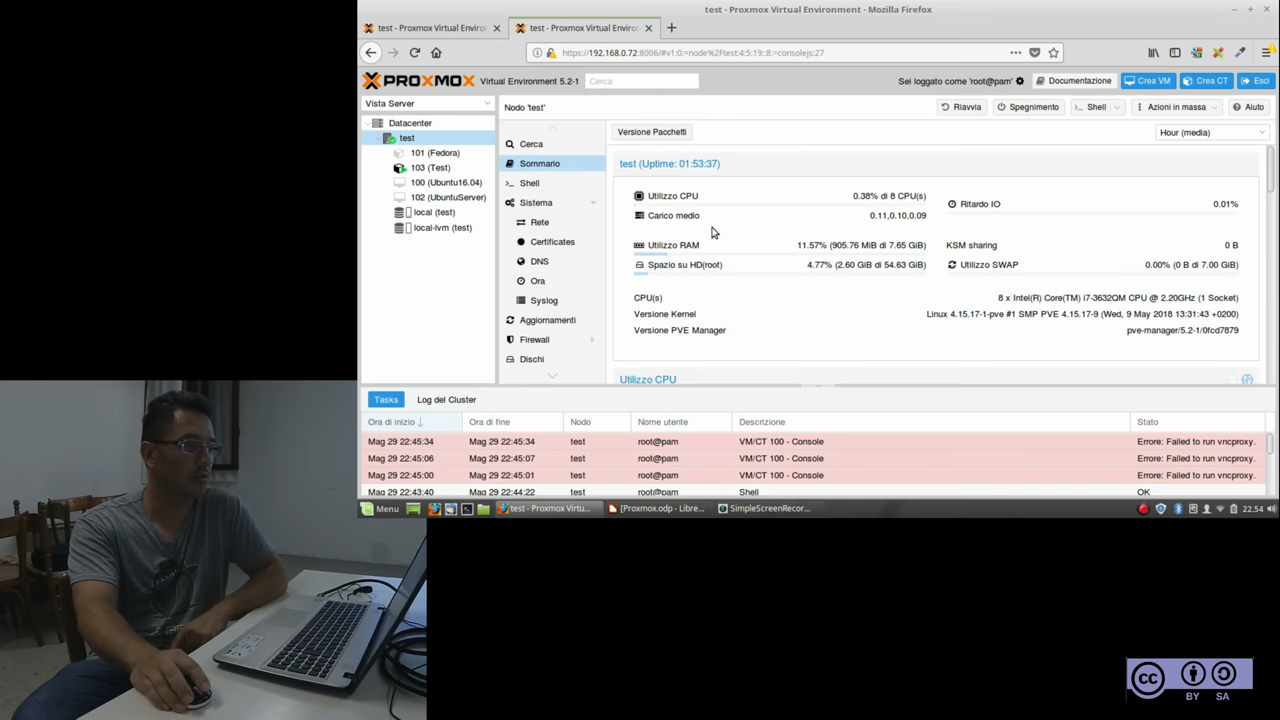 test - Proxmox Virtual Environment - Mozilla Firefox
test - Proxmox Virtual Environ
test - Proxmox Virtual Environ
https://192.168.0.72:8006/#v1:0:=node%2Ftest:4:5:19::8:=consolejs:27
PROXMOX Virtual Environment 5.2-1 Cerca Sei loggato come 'root@pam' Documentazione Crea VM Crea CT Esci
Vista Server
Nodo 'test' Riavvia Spegnimento Shell Azioni in massa Aiuto
Datacenter
test
101 (Fedora)
103 (Test)
100 (Ubuntu16.04)
102 (UbuntuServer)
local (test)
local-lvm (test)
Cerca
Sommario
Shell
Sistema
Rete
Certificates
DNS
Ora
Syslog
Aggiornamenti
Firewall
Dischi
Versione Pacchetti Hour (media)
test (Uptime: 01:53:37)
Utilizzo CPU 0.38% di 8 CPU(s)
Carico medio 0.11,0.10,0.09
Ritardo IO 0.01%
Utilizzo RAM 11.57% (905.76 MiB di 7.65 GiB)
KSM sharing 0 B
Spazio su HD(root) 4.77% (2.60 GiB di 54.63 GiB)
Utilizzo SWAP 0.00% (0 B di 7.00 GiB)
CPU(s) 8 x Intel(R) Core(TM) i7-3632QM CPU @ 2.20GHz (1 Socket)
Versione Kernel Linux 4.15.17-1-pve #1 SMP PVE 4.15.17-9 (Wed, 9 May 2018 13:31:43 +0200)
Versione PVE Manager pve-manager/5.2-1/0fcd7879
Utilizzo CPU
Tasks Log del Cluster
Ora di inizio Ora di fine Nodo Nome utente Descrizione Stato
Mag 29 22:45:34 Mag 29 22:45:34 test root@pam VM/CT 100 - Console Errore: Failed to run vncproxy.
Mag 29 22:45:06 Mag 29 22:45:07 test root@pam VM/CT 100 - Console Errore: Failed to run vncproxy.
Mag 29 22:45:00 Mag 29 22:45:01 test root@pam VM/CT 100 - Console Errore: Failed to run vncproxy.
Mag 29 22:43:40 Mag 29 22:44:22 test root@pam Shell OK
Menu test - Proxmox Virtu... [Proxmox.odp - Libre... SimpleScreenRecor... 22.54
cc BY SA